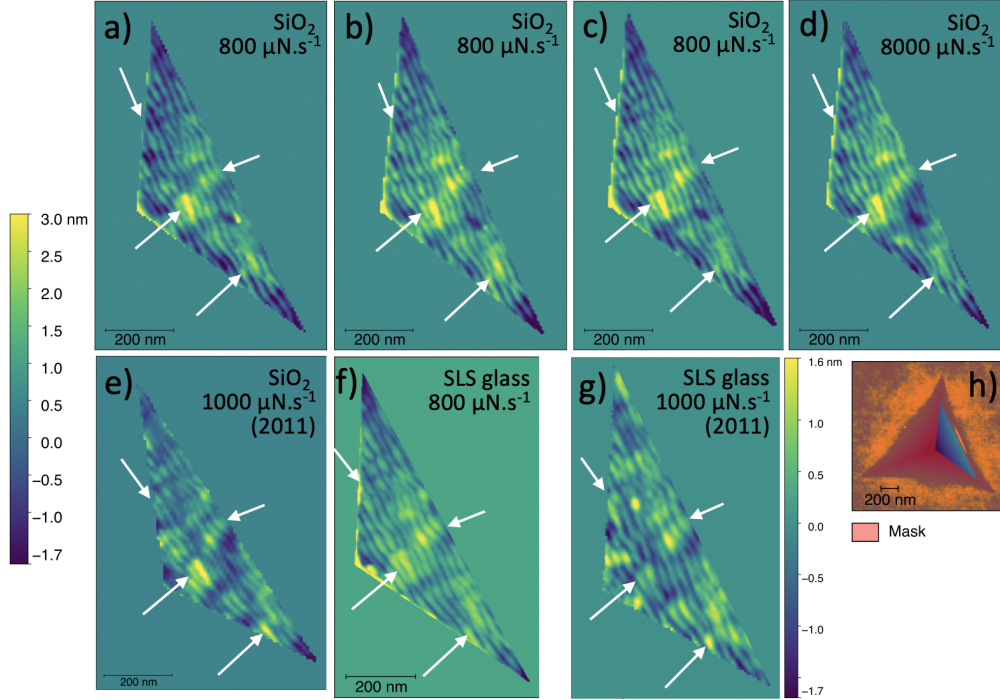 a)
SiO₂
800 µN.s⁻¹
b)
SiO₂
800 µN.s⁻¹
c)
SiO₂
800 µN.s⁻¹
d)
SiO₂
8000 µN.s⁻¹
3.0 nm
2.5
2.0
1.5
1.0
0.5
0.0
−0.5
−1.0
−1.7
200 nm
200 nm
200 nm
200 nm
e)
SiO₂
1000 µN.s⁻¹
(2011)
f)
SLS glass
800 µN.s⁻¹
g)
SLS glass
1000 µN.s⁻¹
(2011)
1.6 nm
1.0
0.5
0.0
−0.5
−1.0
−1.7
h)
200 nm
Mask
200 nm
200 nm